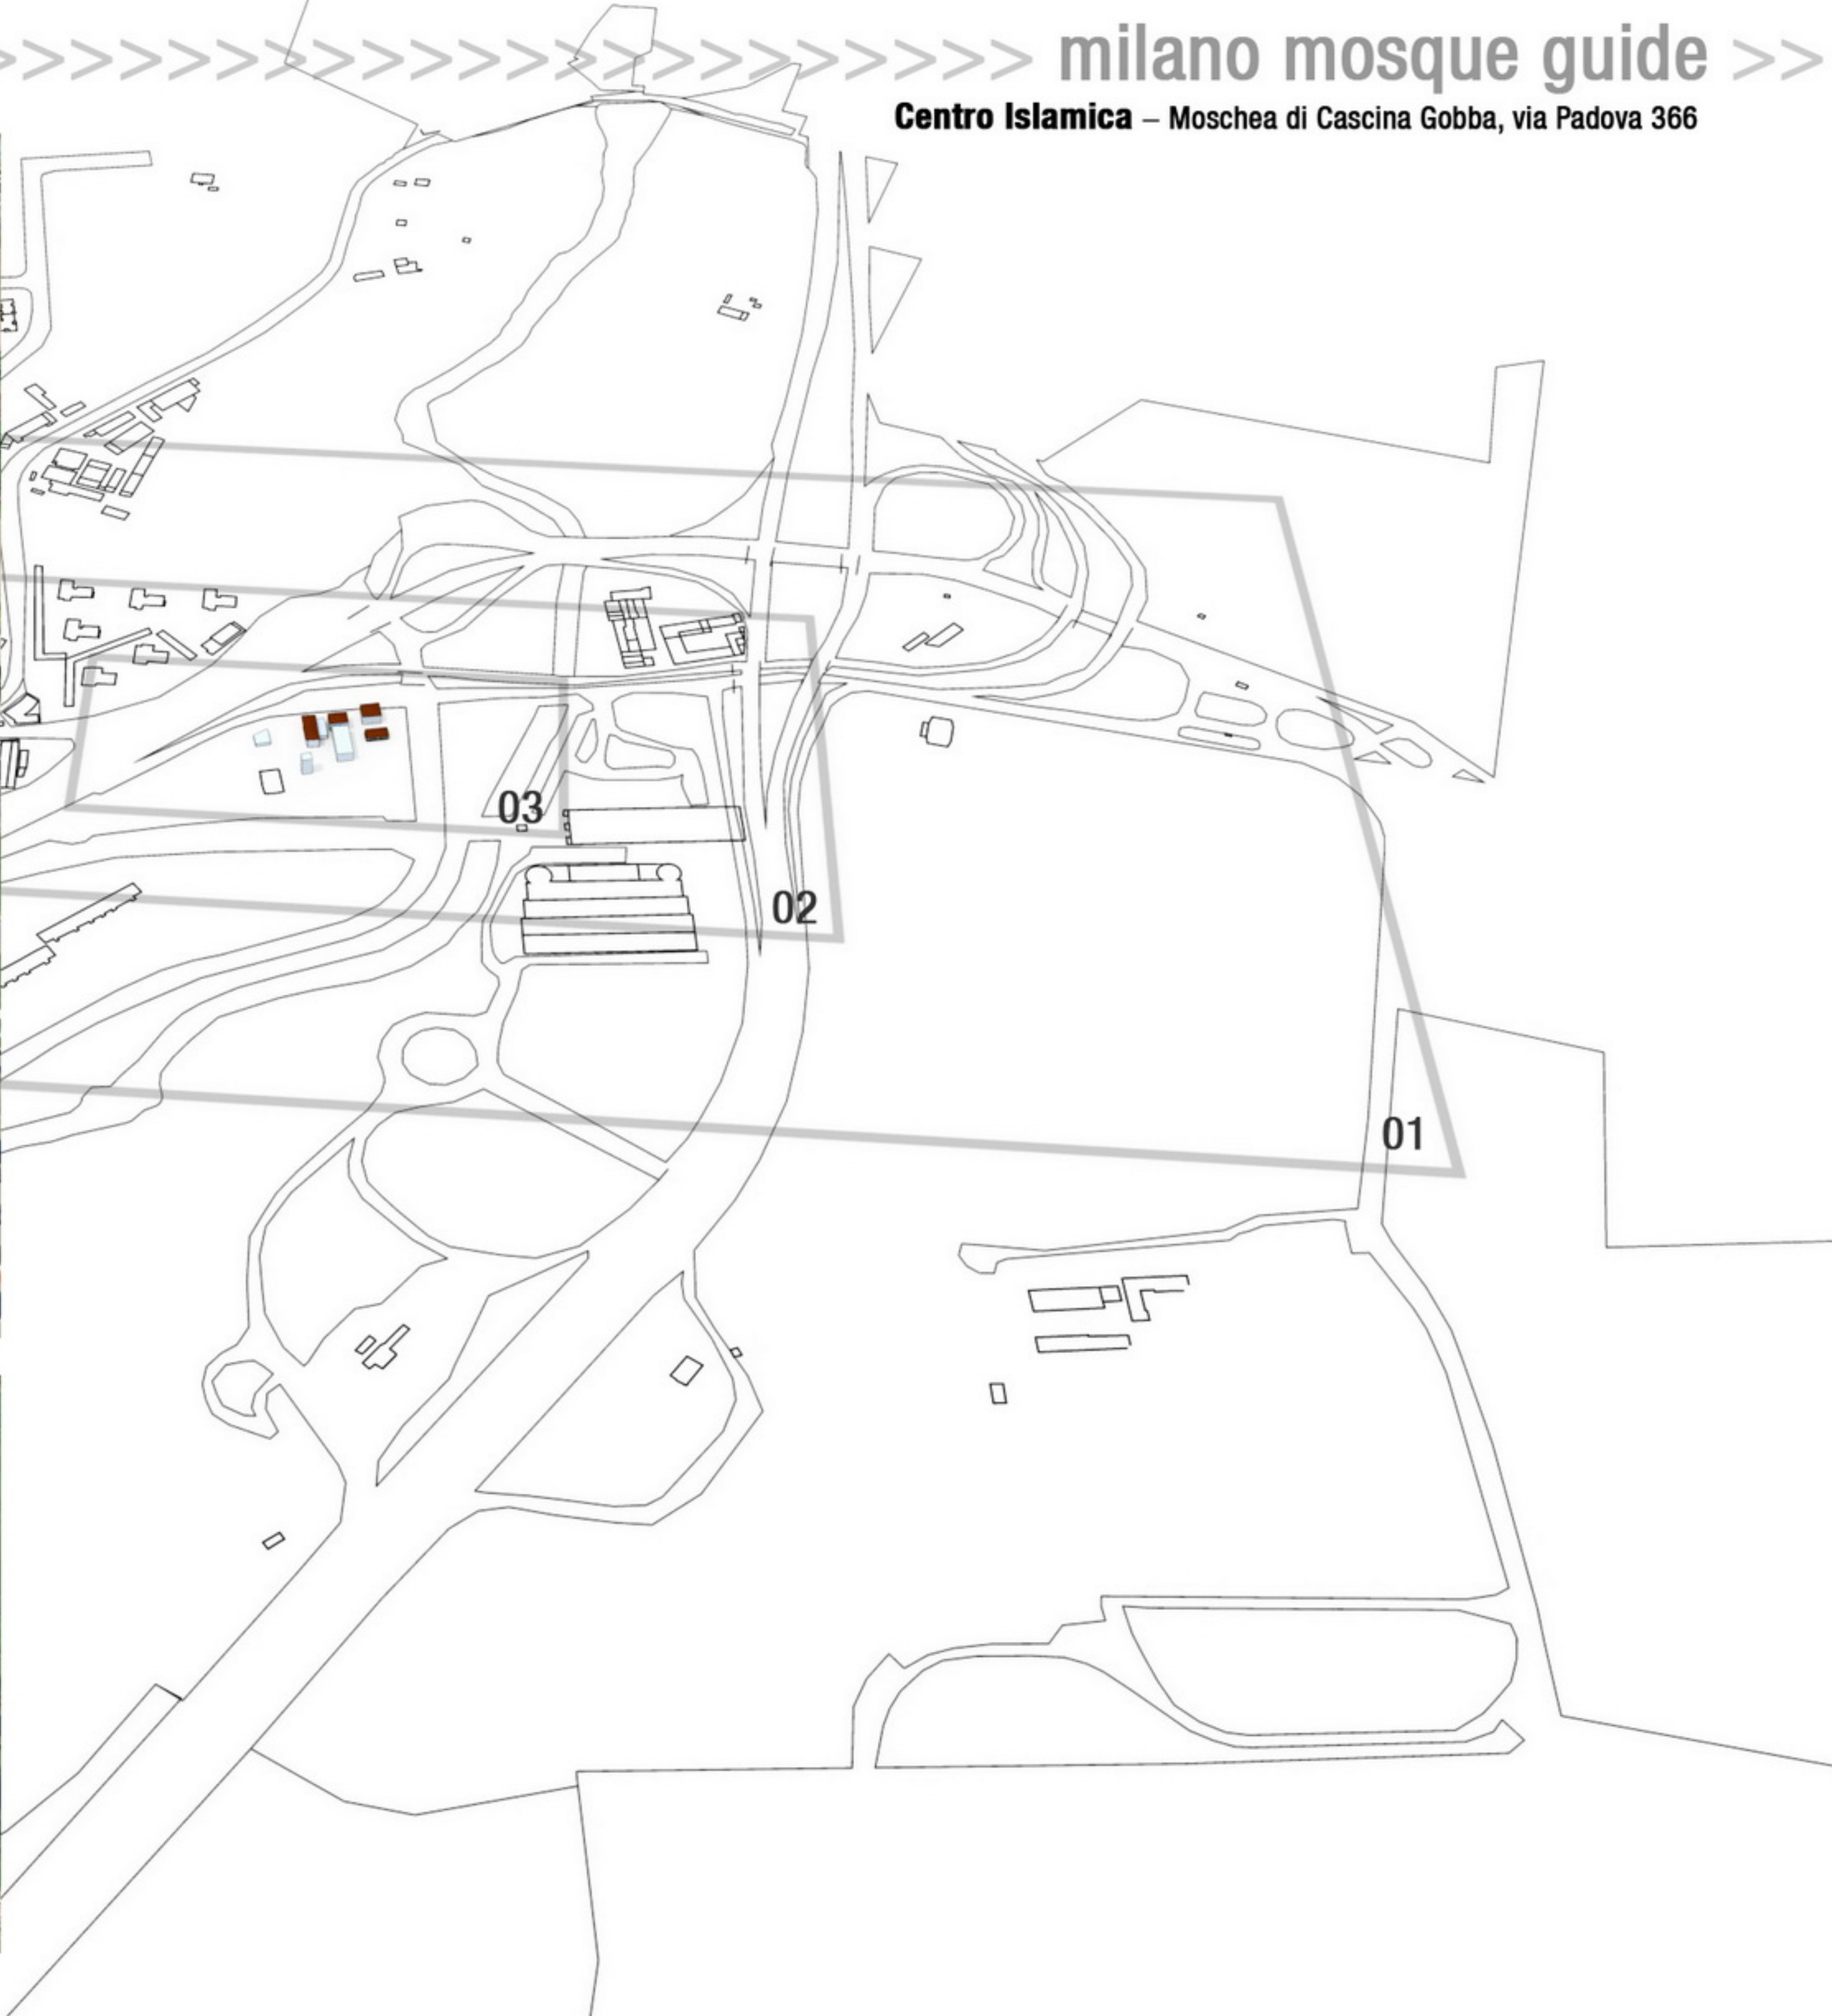 >>>>>>>>>>>>>>>>>>>>>> milano mosque guide >>
Centro Islamica – Moschea di Cascina Gobba, via Padova 366
03
02
01